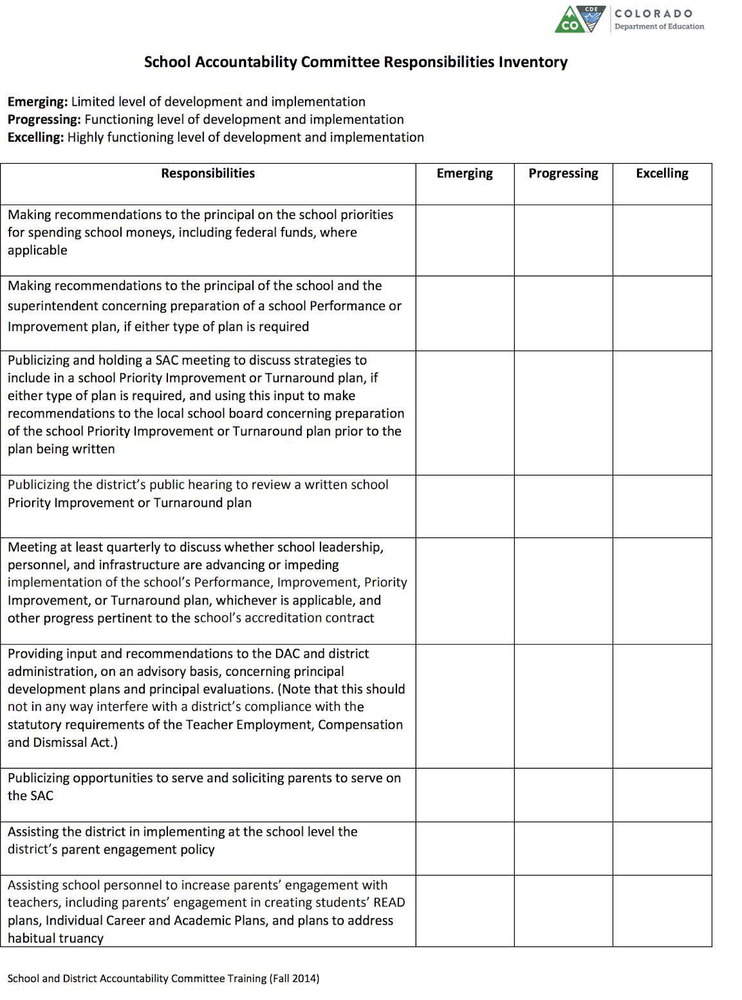 CDE
CO
COLORADO
Department of Education
School Accountability Committee Responsibilities Inventory
Emerging: Limited level of development and implementation
Progressing: Functioning level of development and implementation
Excelling: Highly functioning level of development and implementation
Responsibilities Emerging Progressing Excelling
Making recommendations to the principal on the school priorities
for spending school moneys, including federal funds, where
applicable
Making recommendations to the principal of the school and the
superintendent concerning preparation of a school Performance or
Improvement plan, if either type of plan is required
Publicizing and holding a SAC meeting to discuss strategies to
include in a school Priority Improvement or Turnaround plan, if
either type of plan is required, and using this input to make
recommendations to the local school board concerning preparation
of the school Priority Improvement or Turnaround plan prior to the
plan being written
Publicizing the district’s public hearing to review a written school
Priority Improvement or Turnaround plan
Meeting at least quarterly to discuss whether school leadership,
personnel, and infrastructure are advancing or impeding
implementation of the school’s Performance, Improvement, Priority
Improvement, or Turnaround plan, whichever is applicable, and
other progress pertinent to the school’s accreditation contract
Providing input and recommendations to the DAC and district
administration, on an advisory basis, concerning principal
development plans and principal evaluations. (Note that this should
not in any way interfere with a district’s compliance with the
statutory requirements of the Teacher Employment, Compensation
and Dismissal Act.)
Publicizing opportunities to serve and soliciting parents to serve on
the SAC
Assisting the district in implementing at the school level the
district’s parent engagement policy
Assisting school personnel to increase parents’ engagement with
teachers, including parents’ engagement in creating students’ READ
plans, Individual Career and Academic Plans, and plans to address
habitual truancy
School and District Accountability Committee Training (Fall 2014)